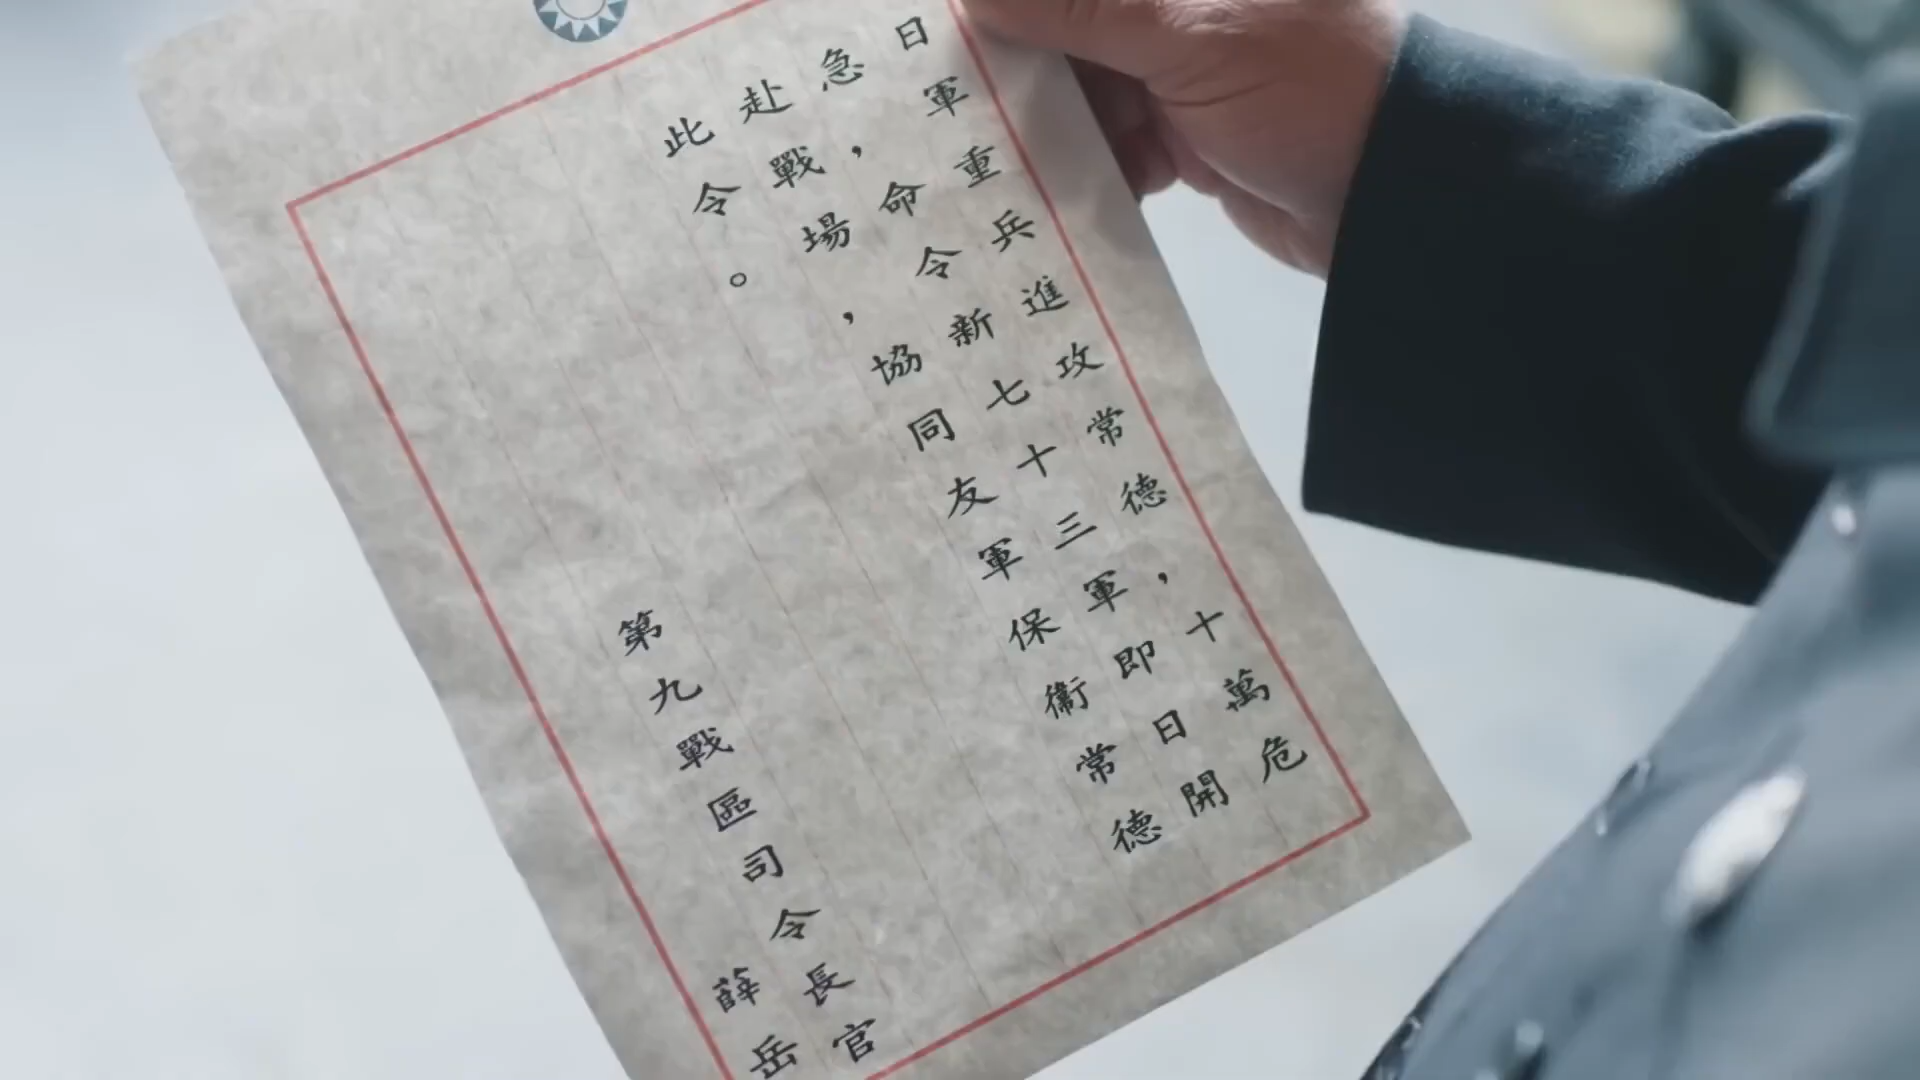 日軍重兵進攻常德，十萬危
急，命令新七十三軍即日開
赴戰場，協同友軍保衛常德
此令。
第九戰區司令長官
薛岳